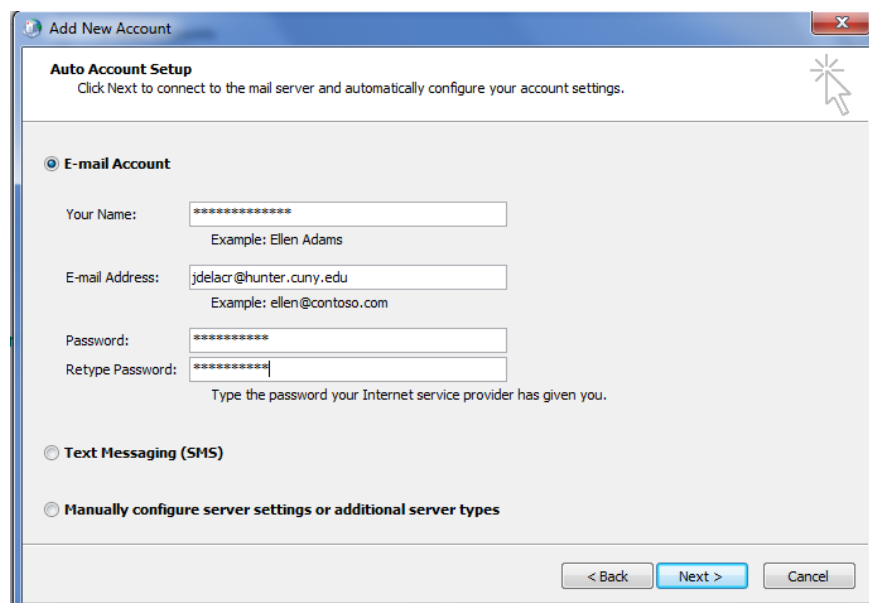 Add New Account
Auto Account Setup
Click Next to connect to the mail server and automatically configure your account settings.
E-mail Account
Your Name: *************
Example: Ellen Adams
E-mail Address: jdelacr@hunter.cuny.edu
Example: ellen@contoso.com
Password: **********
Retype Password: **********
Type the password your Internet service provider has given you.
Text Messaging (SMS)
Manually configure server settings or additional server types
< Back Next > Cancel